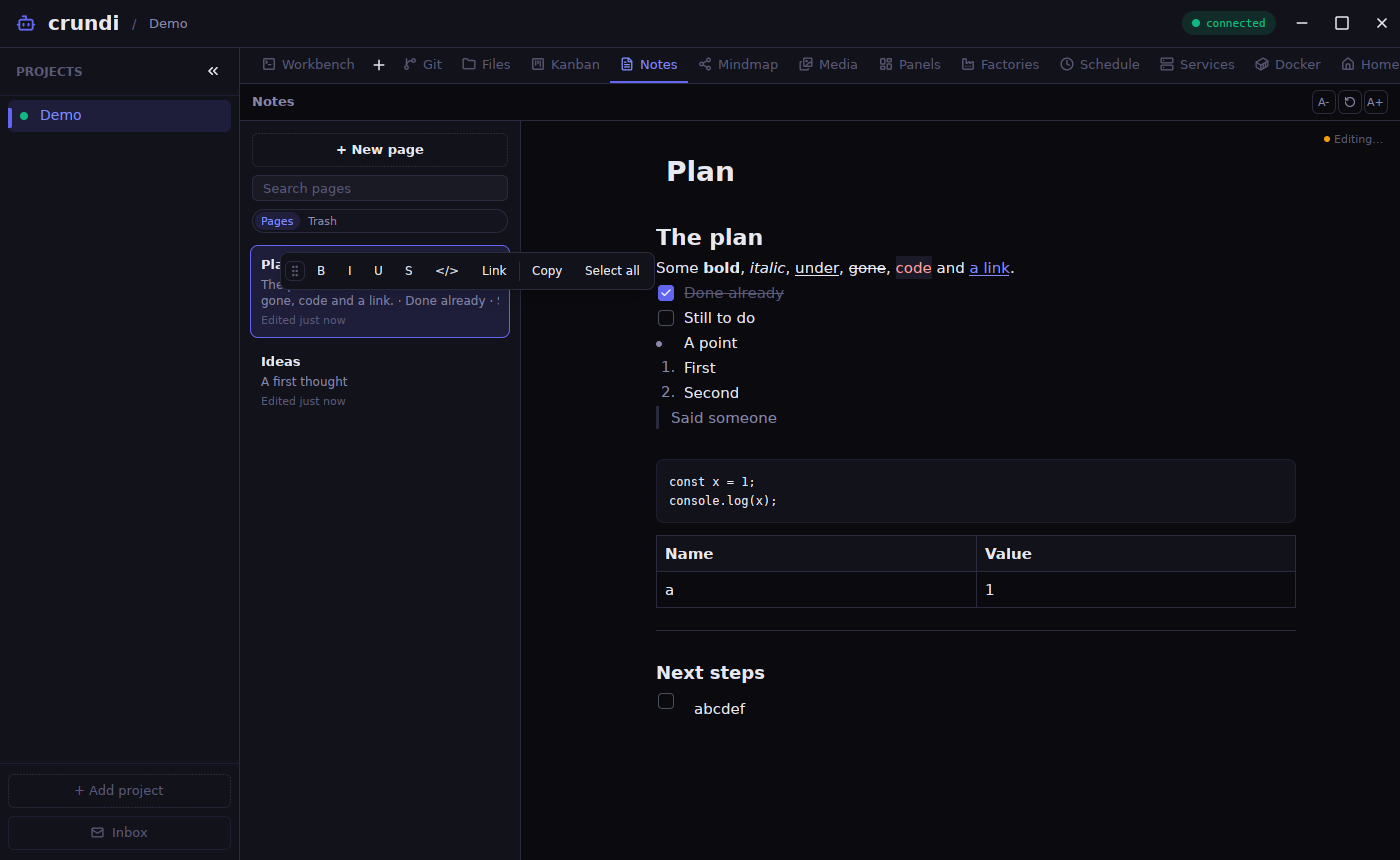 crundi / Demo
connected
PROJECTS
Demo
+ Add project
Inbox
Workbench + Git Files Kanban Notes Mindmap Media Panels Factories Schedule Services Docker Home
Notes
A- A+
+ New page
Search pages
Pages Trash
gone, code and a link. · Done already ·
Edited just now
Ideas
A first thought
Edited just now
B I U S </> Link Copy Select all
Editing...
Plan
The plan
Some bold, italic, under, gone, code and a link.
Done already
Still to do
A point
1. First
2. Second
Said someone
const x = 1;
console.log(x);
Name Value
a 1
Next steps
abcdef